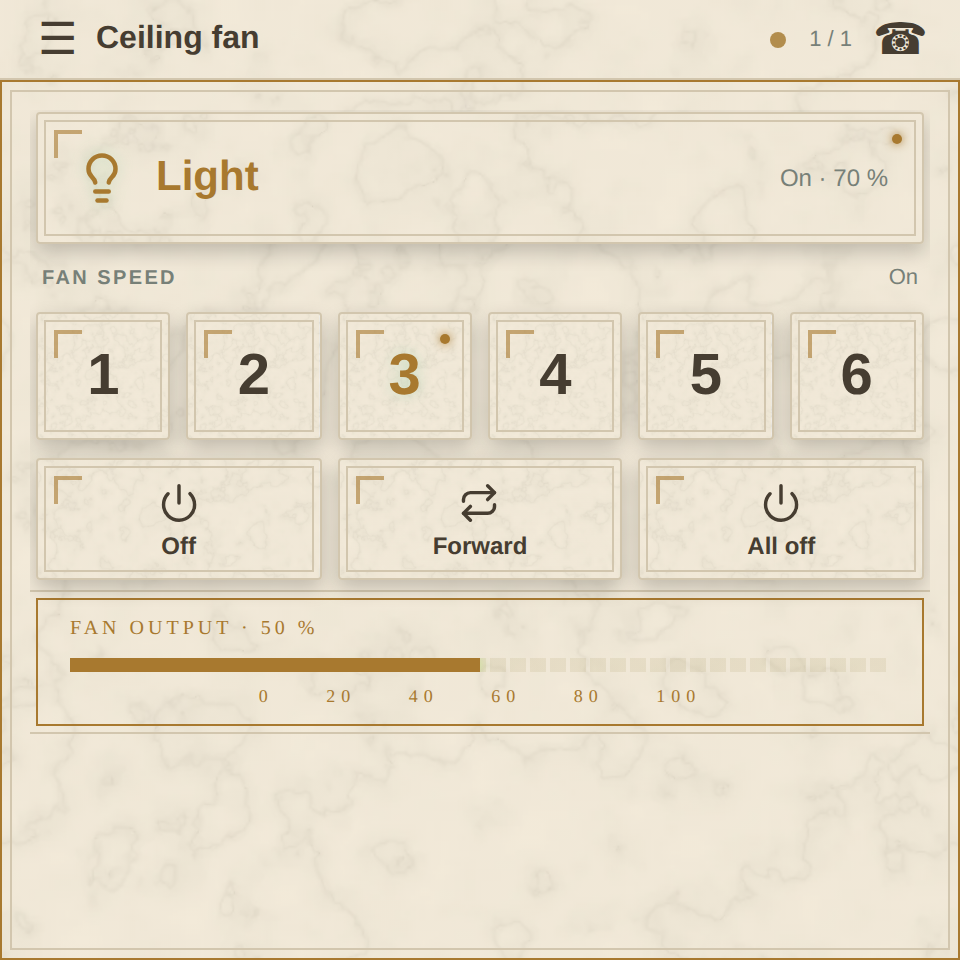 Ceiling fan
1 / 1
Light
On · 70 %
FAN SPEED
On
1 2 3 4 5 6
Off
Forward
All off
FAN OUTPUT · 50 %
0 20 40 60 80 100